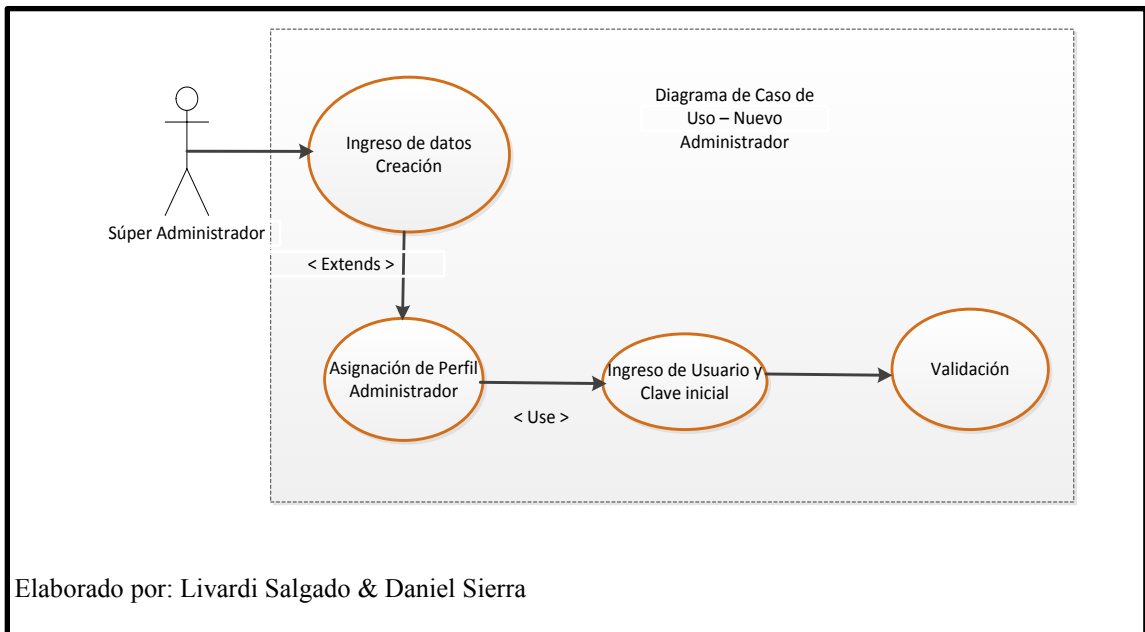 Diagrama de Caso de
Uso – Nuevo
Administrador
Ingreso de datos
Creación
Súper Administrador
< Extends >
Asignación de Perfil
Administrador
< Use >
Ingreso de Usuario y
Clave inicial
Validación
Elaborado por: Livardi Salgado & Daniel Sierra